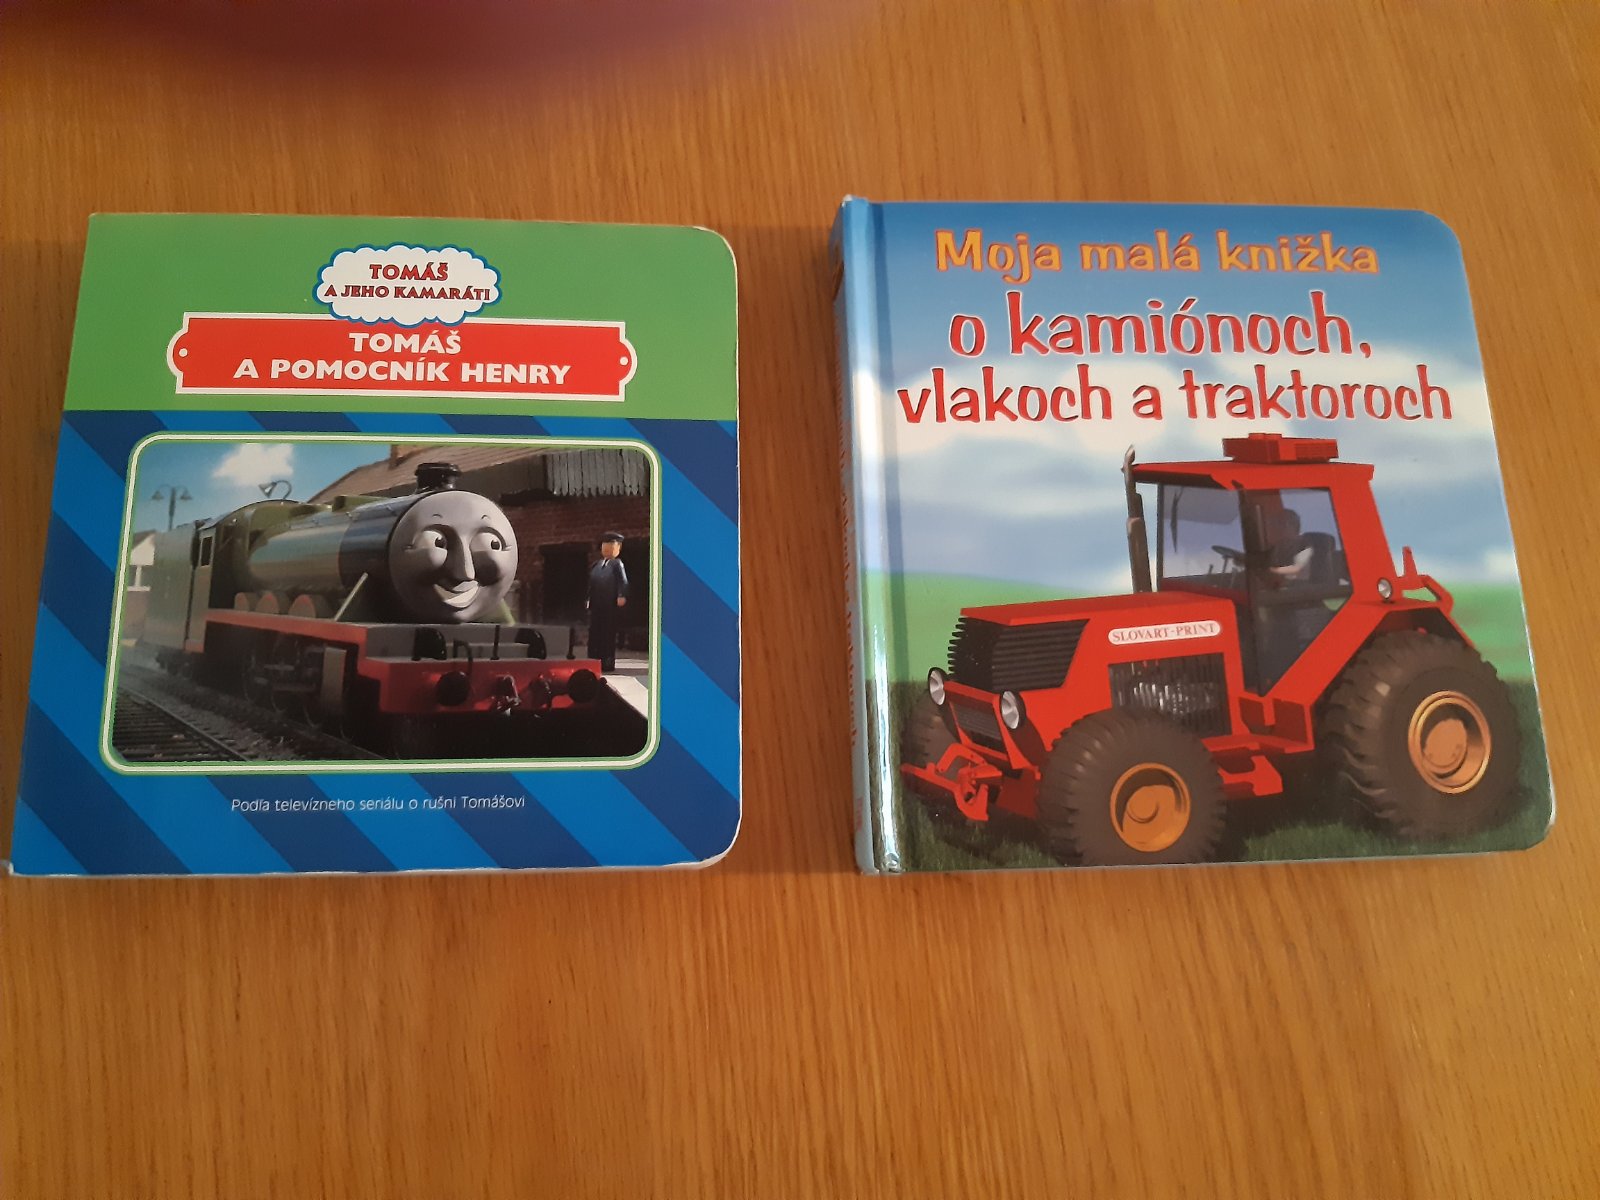 TOMÁŠ
A JEHO KAMARÁTI
TOMÁŠ
A POMOCNÍK HENRY
Podľa televízneho seriálu o rušni Tomášovi
Moja malá knižka
o kamiónoch,
vlakoch a traktoroch
SLOVART-PRINT